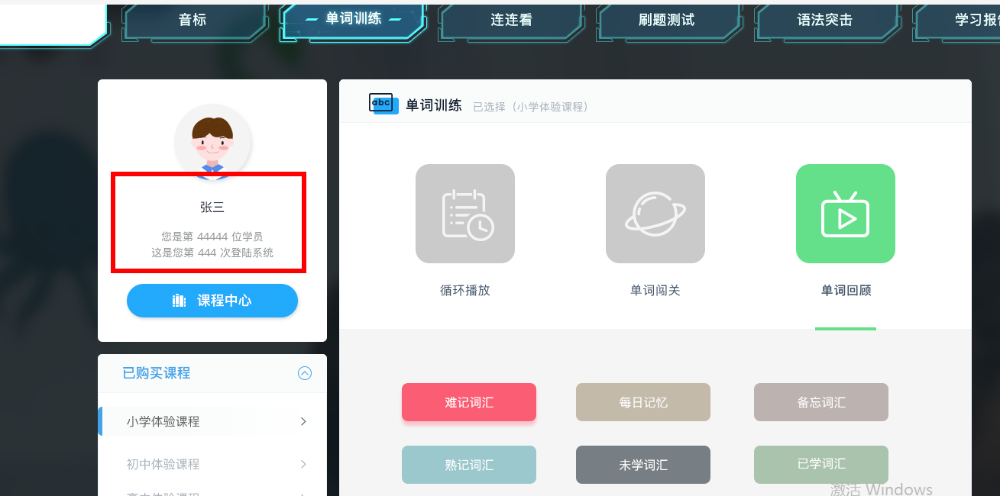 音标
单词训练
连连看
刷题测试
语法突击
学习报告
abc
单词训练 已选择（小学体验课程）
张三
您是第 44444 位学员
这是您第 444 次登陆系统
课程中心
循环播放
单词闯关
单词回顾
已购买课程
小学体验课程
初中体验课程
难记词汇
每日记忆
备忘词汇
熟记词汇
未学词汇
已学词汇
激活 Windows